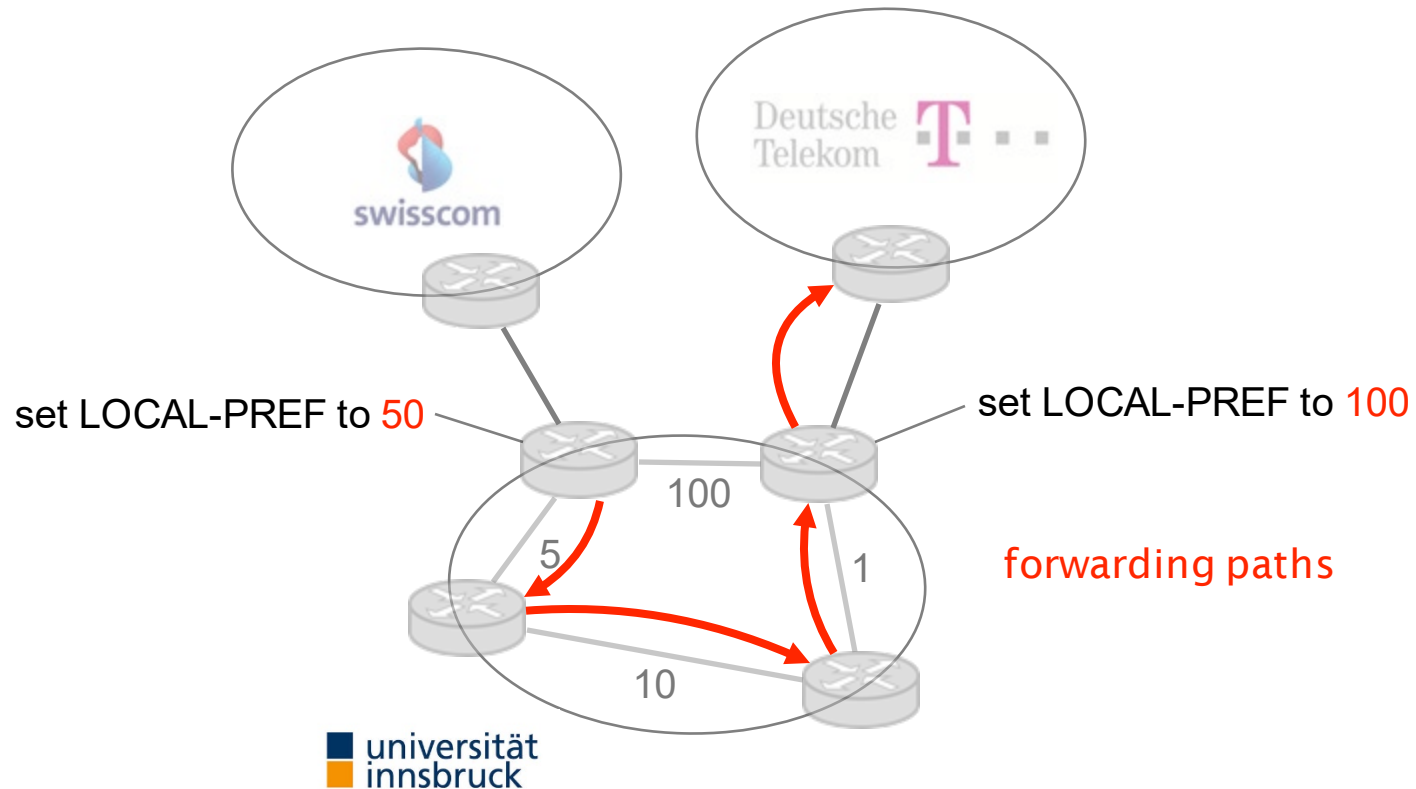 Deutsche
Telekom
T
swisscom
set LOCAL-PREF to 50
set LOCAL-PREF to 100
100
5
1
forwarding paths
10
universität
innsbruck